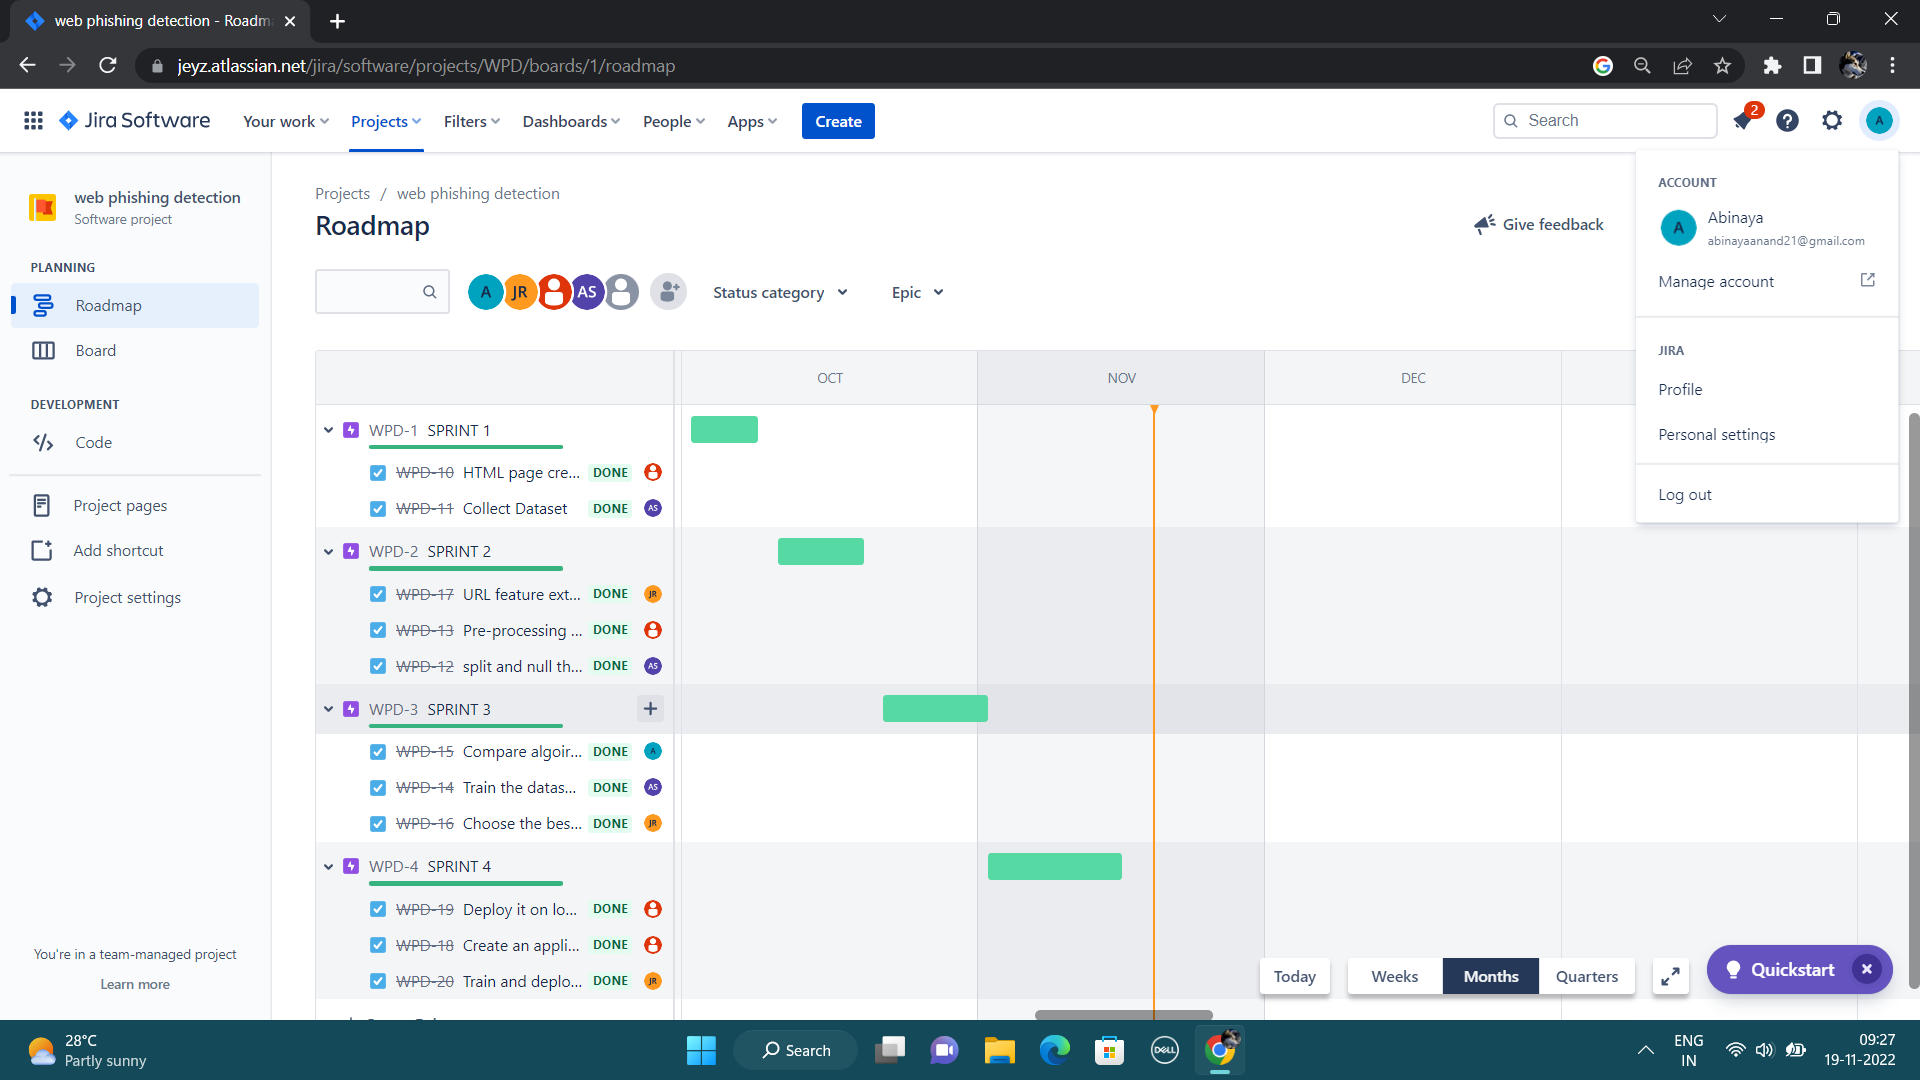 web phishing detection - Roadm
jeyz.atlassian.net/jira/software/projects/WPD/boards/1/roadmap
Jira Software
Your work
Projects
Filters
Dashboards
People
Apps
Create
Search
2
A
web phishing detection
Software project
PLANNING
Roadmap
Board
DEVELOPMENT
Code
Project pages
Add shortcut
Project settings
You're in a team-managed project
Learn more
Projects / web phishing detection
Roadmap
Give feedback
A JR AS
Status category
Epic
ACCOUNT
A
Abinaya
abinayaanand21@gmail.com
Manage account
JIRA
Profile
Personal settings
Log out
OCT NOV DEC
WPD-1 SPRINT 1
WPD-10 HTML page cre... DONE
WPD-11 Collect Dataset DONE AS
WPD-2 SPRINT 2
WPD-17 URL feature ext... DONE JR
WPD-13 Pre-processing ... DONE
WPD-12 split and null th... DONE AS
WPD-3 SPRINT 3
WPD-15 Compare algoir... DONE A
WPD-14 Train the datas... DONE AS
WPD-16 Choose the bes... DONE JR
WPD-4 SPRINT 4
WPD-19 Deploy it on lo... DONE
WPD-18 Create an appli... DONE
WPD-20 Train and deplo... DONE JR
Today
Weeks
Months
Quarters
Quickstart
28°C
Partly sunny
Search
DELL
ENG
IN
09:27
19-11-2022